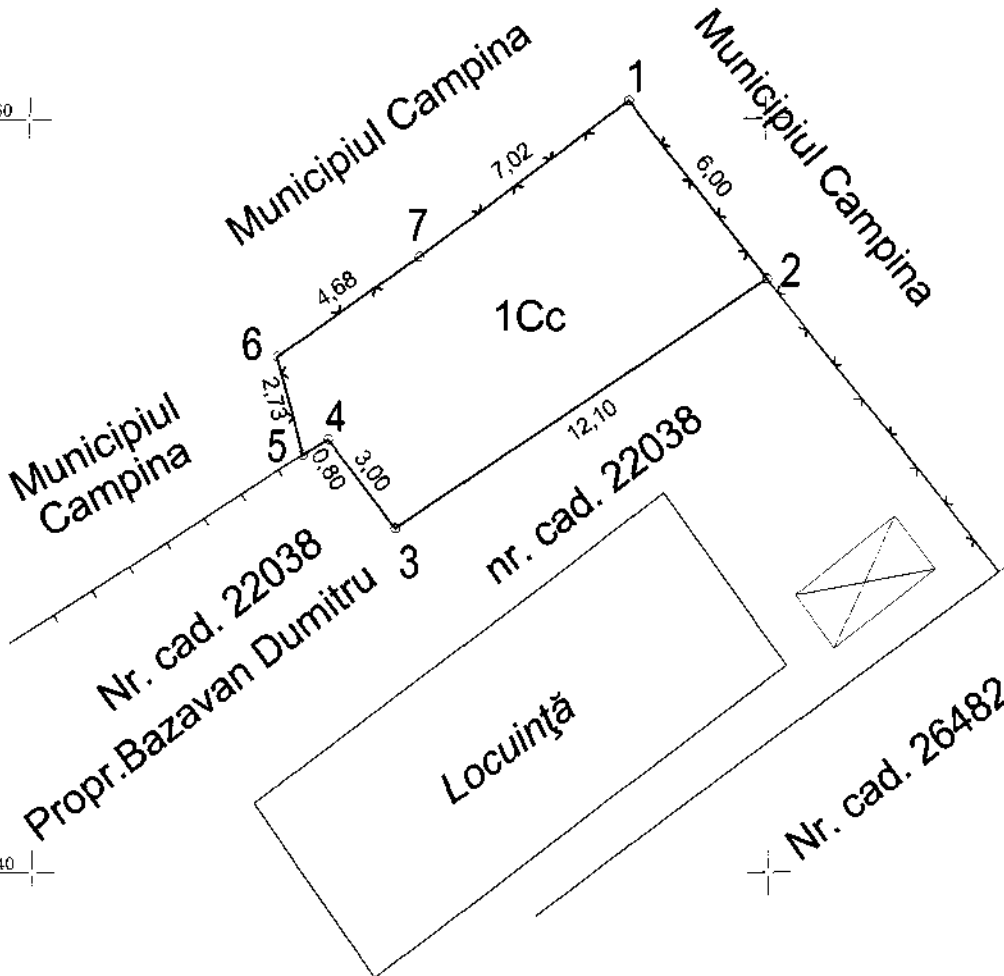 Municipiul Campina
Municipiul Campina
60
1
7,02
6,00
7
2
4,68
1Cc
6
2,73
4
5
0,80
3,00
12,10
3
Municipiul
Campina
nr. cad. 22038
Nr. cad. 22038
Propr.Bazavan Dumitru
Locuinţă
Nr. cad. 26482
40